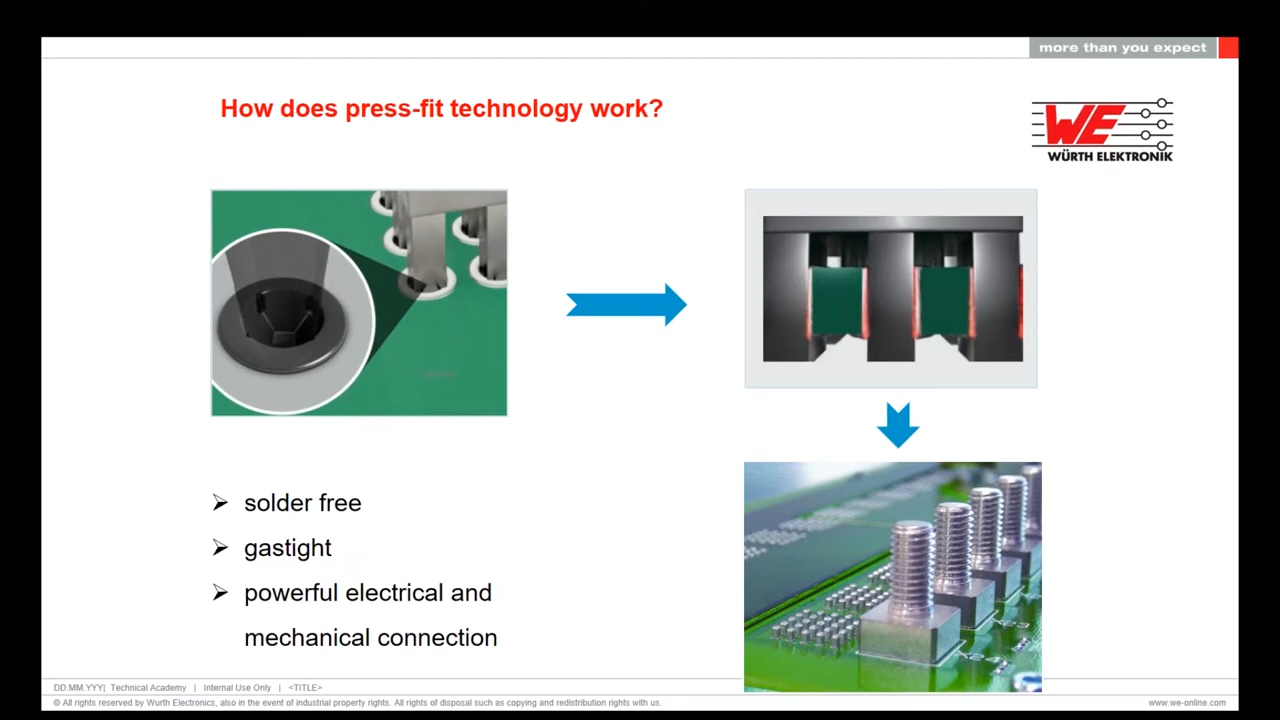 more than you expect
How does press-fit technology work?
WE
WÜRTH ELEKTRONIK
➢ solder free
➢ gastight
➢ powerful electrical and
mechanical connection
DD.MM.YYY| Technical Academy | Internal Use Only | <TITLE>
© All rights reserved by Wurth Electronics, also in the event of industrial property rights. All rights of disposal such as copying and redistribution rights with us.
www.we-online.com